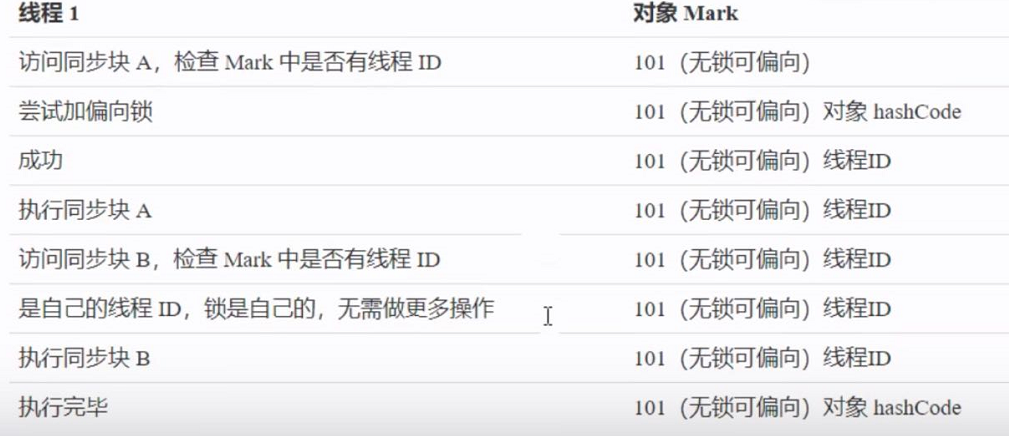 线程 1 对象 Mark
访问同步块 A，检查 Mark 中是否有线程 ID 101（无锁可偏向）
尝试加偏向锁 101（无锁可偏向）对象 hashCode
成功 101（无锁可偏向）线程ID
执行同步块 A 101（无锁可偏向）线程ID
访问同步块 B，检查 Mark 中是否有线程 ID 101（无锁可偏向）线程ID
是自己的线程 ID，锁是自己的，无需做更多操作 101（无锁可偏向）线程ID
执行同步块 B 101（无锁可偏向）线程ID
执行完毕 101（无锁可偏向）对象 hashCode